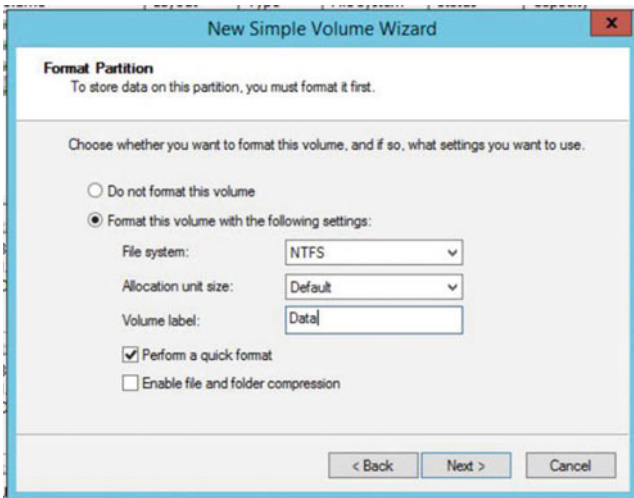 New Simple Volume Wizard
x
Format Partition
To store data on this partition, you must format it first.
Choose whether you want to format this volume, and if so, what settings you want to use.
Do not format this volume
Format this volume with the following settings:
File system: NTFS
Allocation unit size: Default
Volume label: Data
Perform a quick format
Enable file and folder compression
< Back Next > Cancel